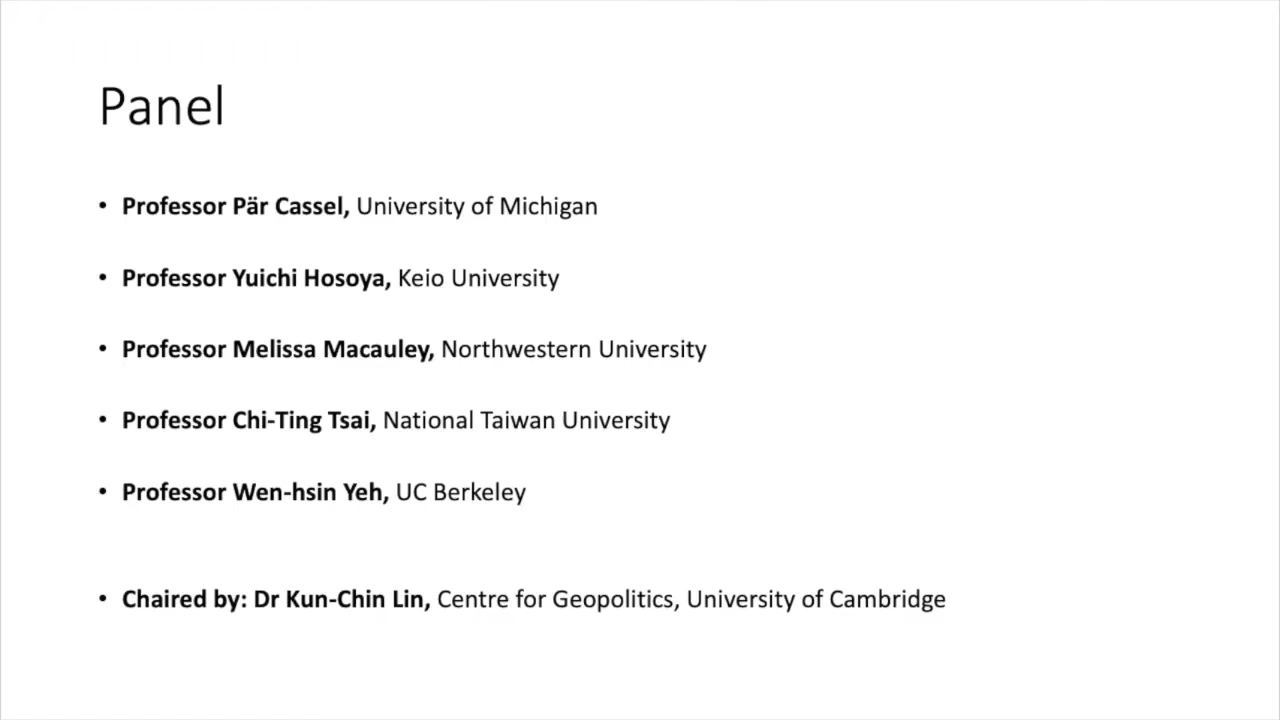 Panel
• Professor Pär Cassel, University of Michigan
• Professor Yuichi Hosoya, Keio University
• Professor Melissa Macauley, Northwestern University
• Professor Chi-Ting Tsai, National Taiwan University
• Professor Wen-hsin Yeh, UC Berkeley
• Chaired by: Dr Kun-Chin Lin, Centre for Geopolitics, University of Cambridge